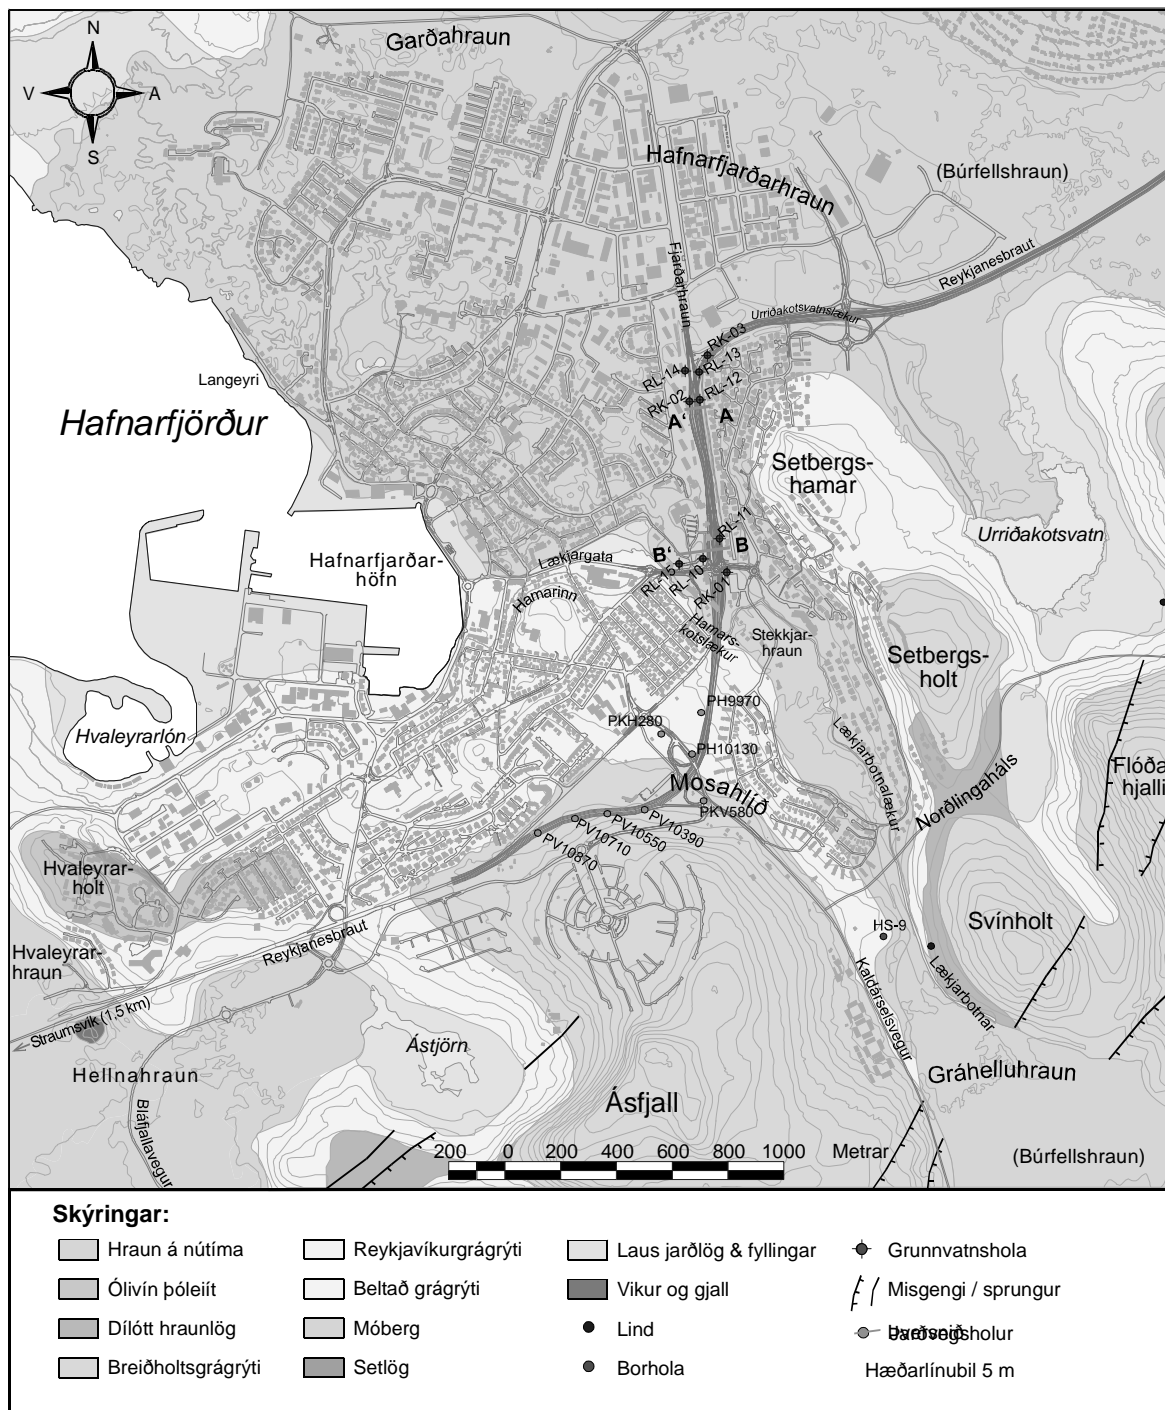 N
Garðahraun
V
A
S
Hafnarfjarðarhraun
(Búrfellshraun)
Fjarðarhraun
Reykjanesbraut
Urriðakotsvatnslækur
RK-03
RL-13
RL-14
RL-12
RK-02
A'
A
Langeyri
Hafnarfjörður
Setbergs-
hamar
Urriðakotsvatn
RL-11
B
B'
Lækjargata
Hafnarfjarðar-
höfn
RL-15
RL-10
RK-01
Hamarinn
Hamars-
kotslækur
Stekkjar-
hraun
Setbergs-
holt
PH9970
PKH280
PH10130
Hvaleyrarlón
Lækjarbotnalækur
Mosahlíð
PKV580
Norðlingaháls
Flóða
hjalli
PV10390
PV10550
PV10710
PV10870
Hvaleyrar-
holt
Svínholt
HS-9
Reykjanesbraut
Hvaleyrar-
hraun
Kaldárselsvegur
Lækjarbotnar
Straumsvík (1,5 km)
Ástjörn
Hellnahraun
Gráhelluhraun
Ásfjall
Bláfjallavegur
Metrar
(Búrfellshraun)
200 0 200 400 600 800 1000
Skýringar:
Hraun á nútíma
Ólivín þóleiít
Dílótt hraunlög
Breiðholtsgrágrýti
Reykjavíkurgrágrýti
Beltað grágrýti
Móberg
Setlög
Laus jarðlög & fyllingar
Vikur og gjall
Lind
Borhola
Grunnvatnshola
Misgengi / sprungur
Jarðvegsholur
Hæðarlínubil 5 m